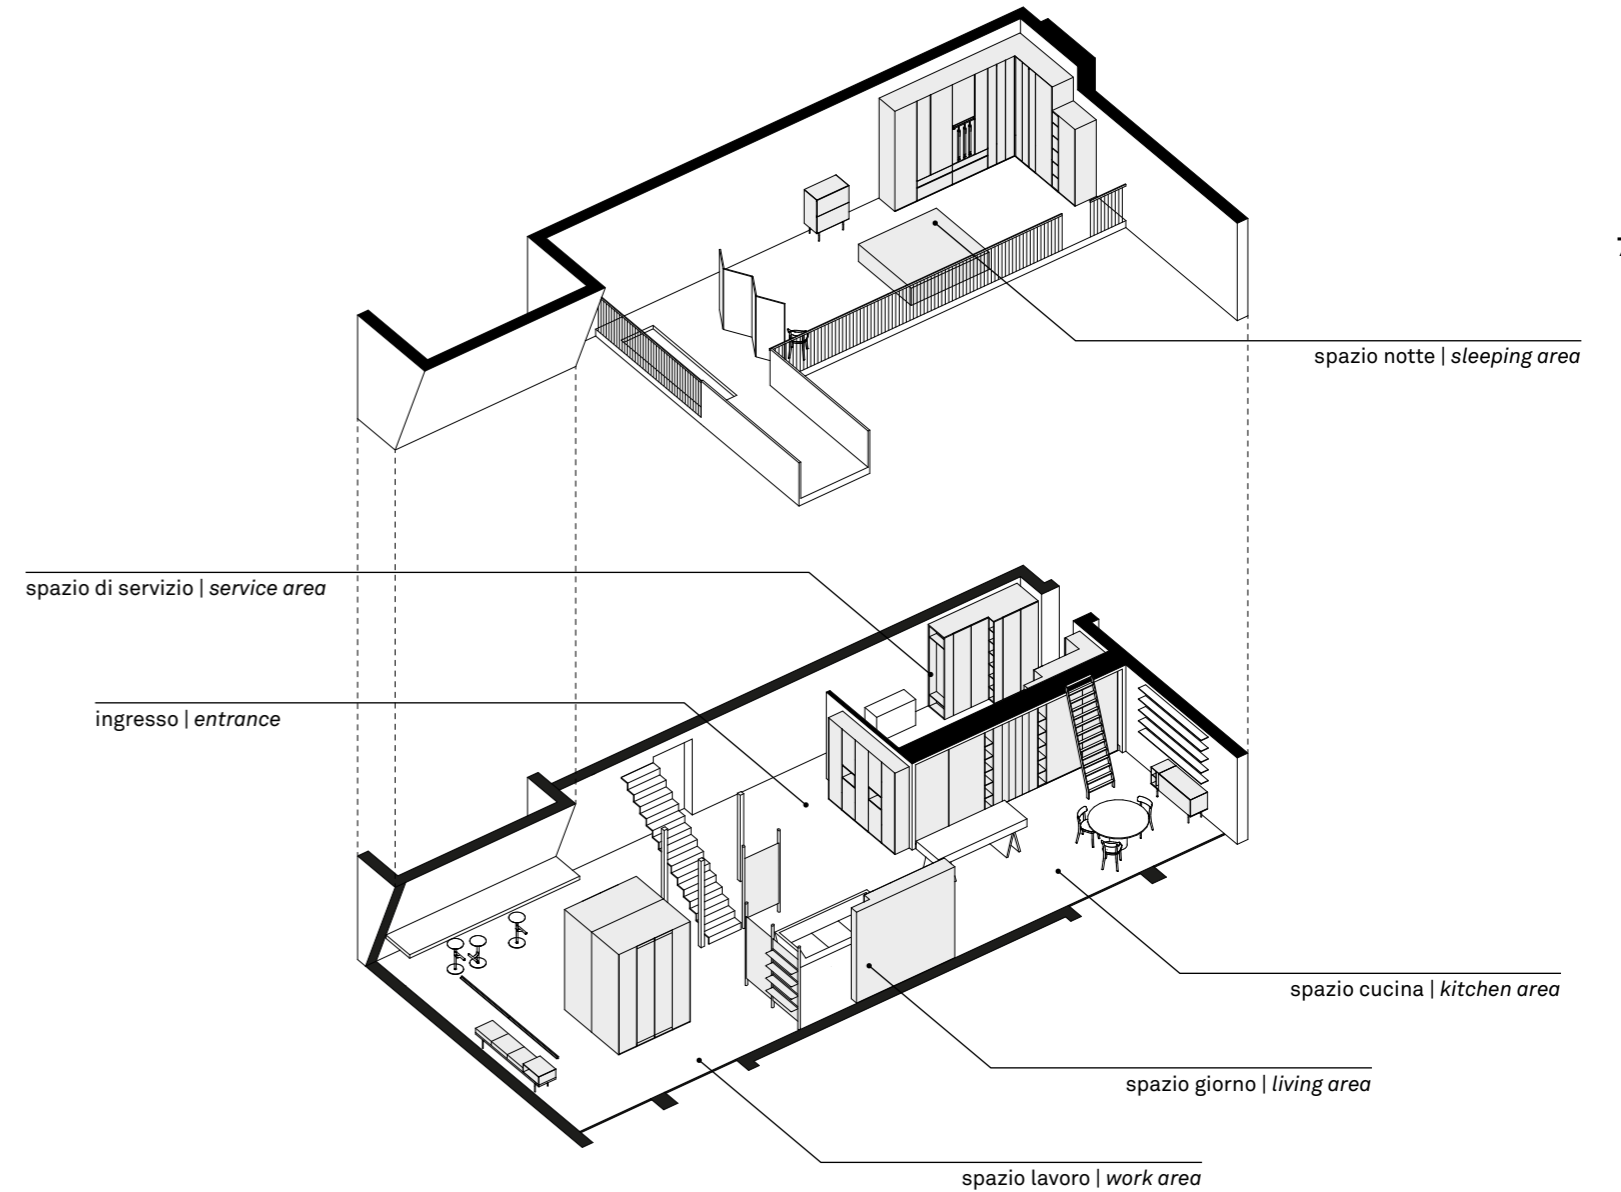 spazio notte | sleeping area
spazio di servizio | service area
ingresso | entrance
spazio cucina | kitchen area
spazio giorno | living area
spazio lavoro | work area